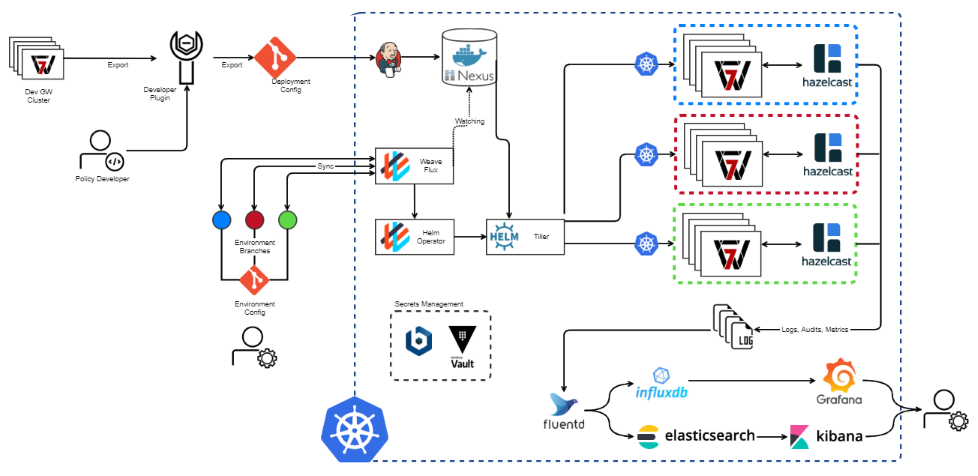 Dev GW
Cluster
Export
Developer
Plugin
Export
Deployment
Config
Policy Developer
Nexus
Watching
Sync
Weave
Flux
Helm
Operator
HELM
Tiller
Environment
Branches
Environment
Config
hazelcast
hazelcast
hazelcast
Secrets Management
Vault
LOG
Logs, Audits, Metrics
fluentd
influxdb
Grafana
elasticsearch
kibana